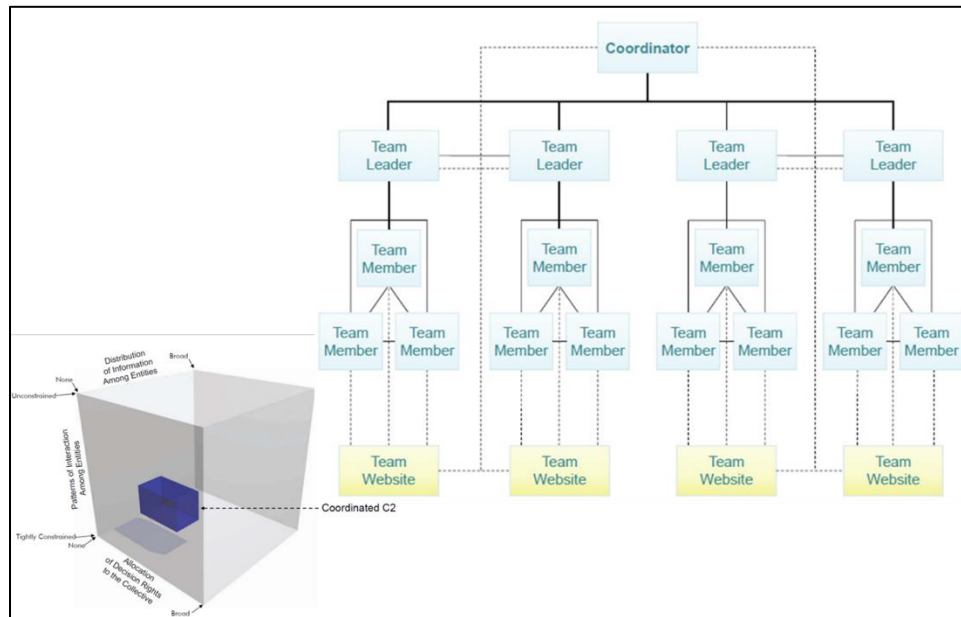 Coordinator
Team
Leader
Team
Leader
Team
Leader
Team
Leader
Team
Member
Team
Member
Team
Member
Team
Member
Team
Member
Team
Member
Team
Member
Team
Member
Team
Member
Team
Member
Team
Member
Team
Member
Team
Website
Team
Website
Team
Website
Team
Website
Distribution
of Information
Among Entities
Broad
None
Unconstrained
Patterns of Interaction
Among Entities
Coordinated C2
Tightly Constrained
None
Allocation
of Decision Rights
to the Collective
Broad